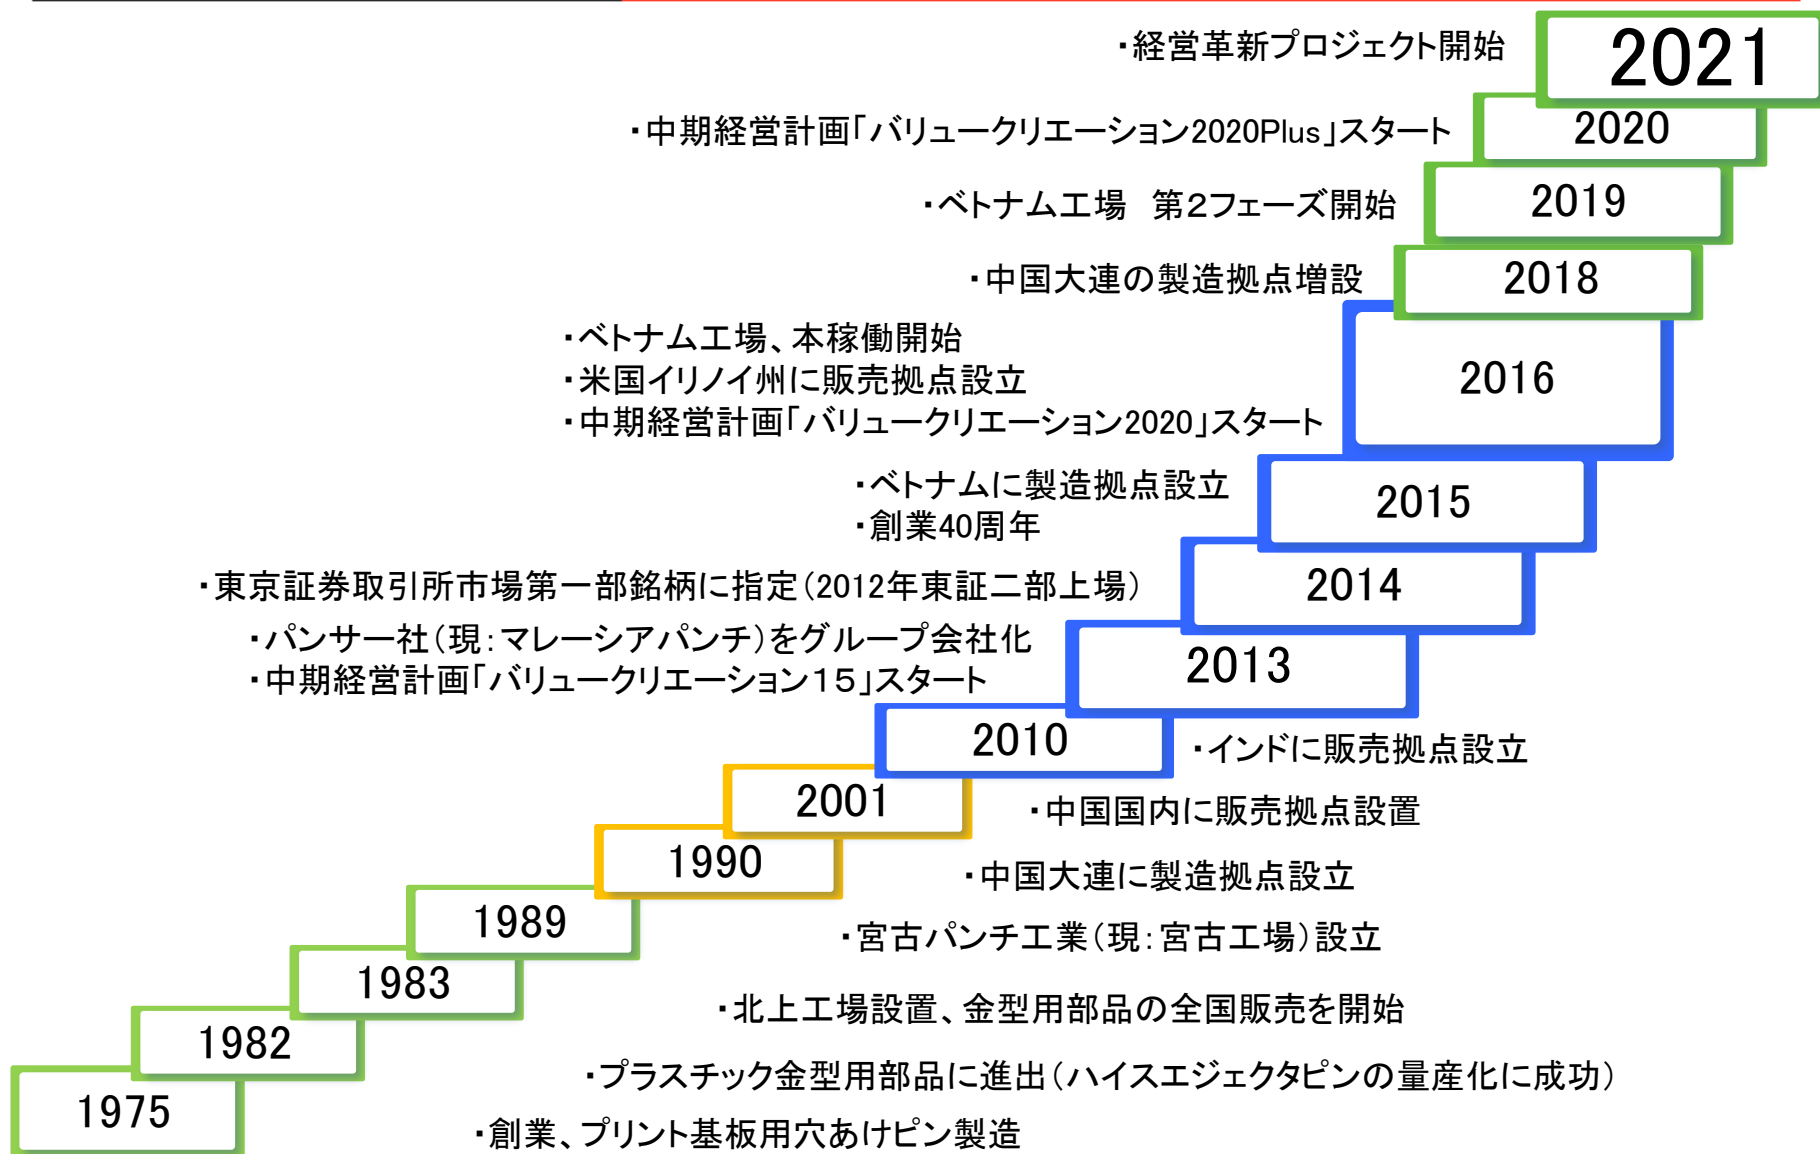 ・経営革新プロジェクト開始
2021
・中期経営計画「バリュークリエーション2020Plus」スタート
2020
・ベトナム工場　第2フェーズ開始
2019
・中国大連の製造拠点増設
2018
・ベトナム工場、本稼働開始
・米国イリノイ州に販売拠点設立
・中期経営計画「バリュークリエーション2020」スタート
2016
・ベトナムに製造拠点設立
・創業40周年
2015
・東京証券取引所市場第一部銘柄に指定（2012年東証二部上場）
2014
・パンサー社（現：マレーシアパンチ）をグループ会社化
・中期経営計画「バリュークリエーション１５」スタート
2013
2010
・インドに販売拠点設立
2001
・中国国内に販売拠点設置
1990
・中国大連に製造拠点設立
1989
・宮古パンチ工業（現：宮古工場）設立
1983
・北上工場設置、金型用部品の全国販売を開始
1982
・プラスチック金型用部品に進出（ハイスエジェクタピンの量産化に成功）
1975
・創業、プリント基板用穴あけピン製造